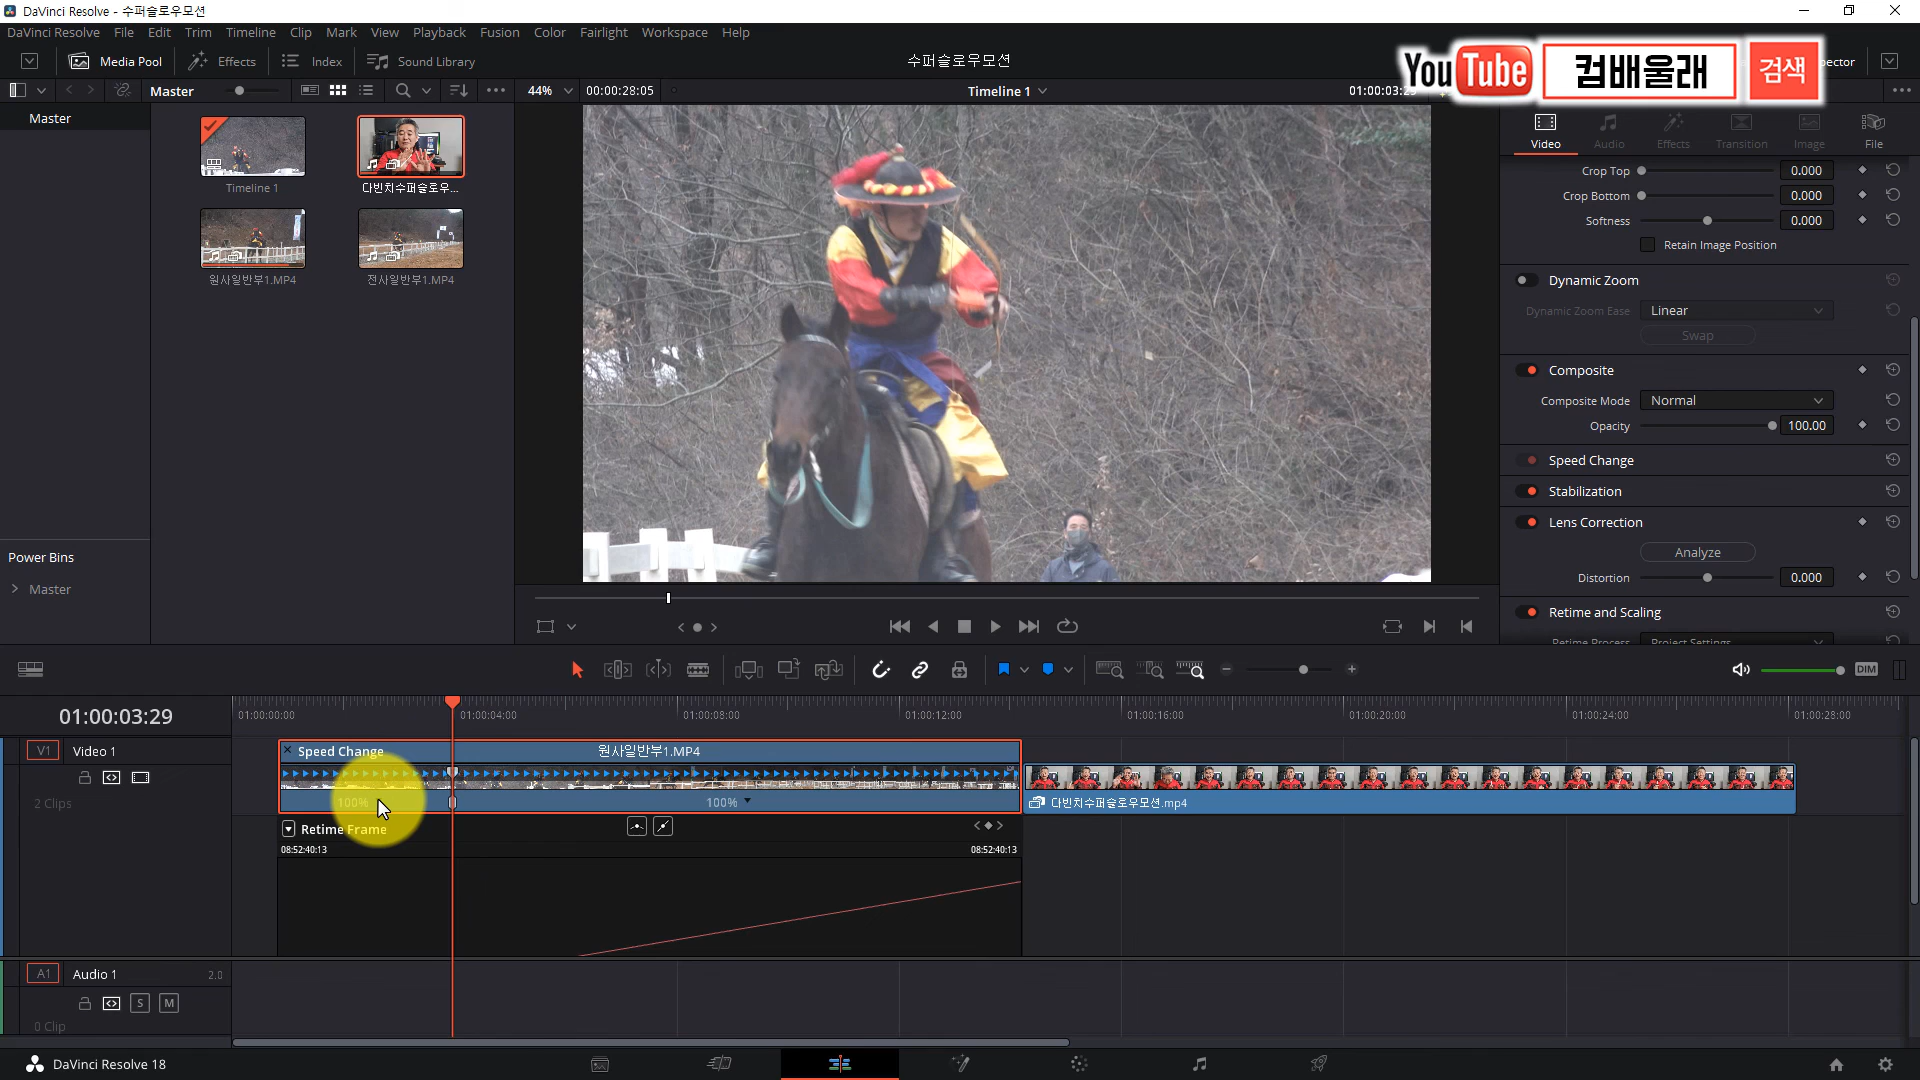 DaVinci Resolve - 수퍼슬로우모션
DaVinci Resolve File Edit Trim Timeline Clip Mark View Playback Fusion Color Fairlight Workspace Help
Media Pool Effects Index Sound Library
수퍼슬로우모션
YouTube 컴배울래 검색
Master
44% 00:00:28:05
Timeline 1
Master
Timeline 1
다빈치수퍼슬로우...
원사일반부1.MP4
전사일반부1.MP4
Power Bins
Master
Video Audio Effects Transition Image File
Crop Top 0.000
Crop Bottom 0.000
Softness 0.000
Retain Image Position
Dynamic Zoom
Dynamic Zoom Ease Linear
Swap
Composite
Composite Mode Normal
Opacity 100.00
Speed Change
Stabilization
Lens Correction
Analyze
Distortion 0.000
Retime and Scaling
Retime Process Project Settings
DIM
01:00:03:29
01:00:00:00 01:00:04:00 01:00:08:00 01:00:12:00 01:00:16:00 01:00:20:00 01:00:24:00 01:00:28:00
V1 Video 1
2 Clips
Speed Change 원사일반부1.MP4
100% 100%
다빈치수퍼슬로우모션.mp4
Retime Frame
08:52:40:13 08:52:40:13
A1 Audio 1 2.0
S M
0 Clip
DaVinci Resolve 18